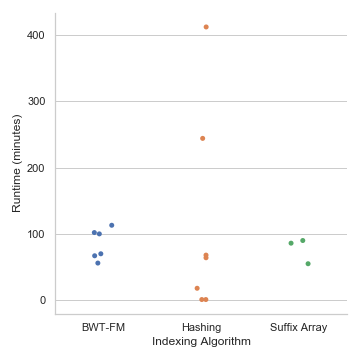 400
300
200
100
0
Runtime (minutes)
BWT-FM Hashing Suffix Array
Indexing Algorithm